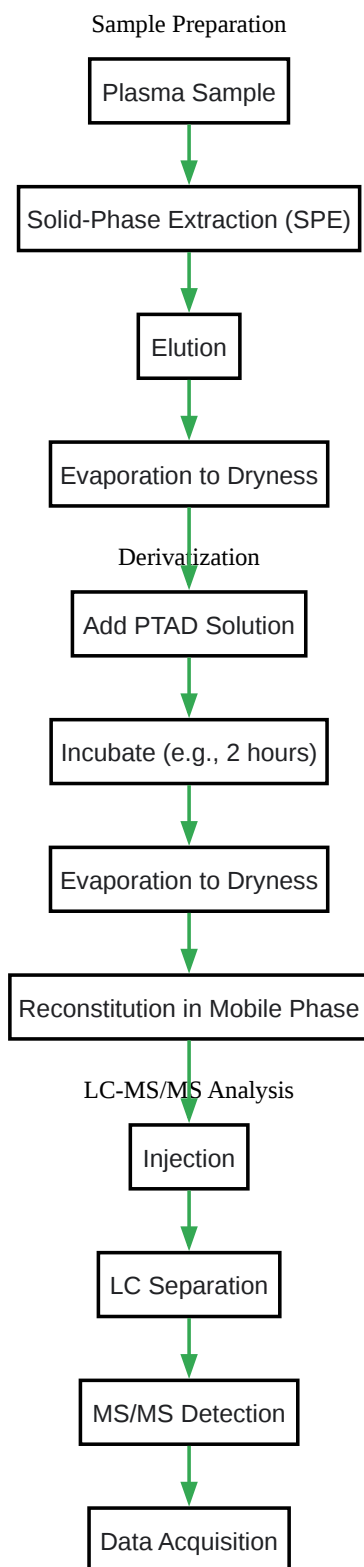 Sample Preparation
Plasma Sample
Solid-Phase Extraction (SPE)
Elution
Evaporation to Dryness
Derivatization
Add PTAD Solution
Incubate (e.g., 2 hours)
Evaporation to Dryness
Reconstitution in Mobile Phase
LC-MS/MS Analysis
Injection
LC Separation
MS/MS Detection
Data Acquisition